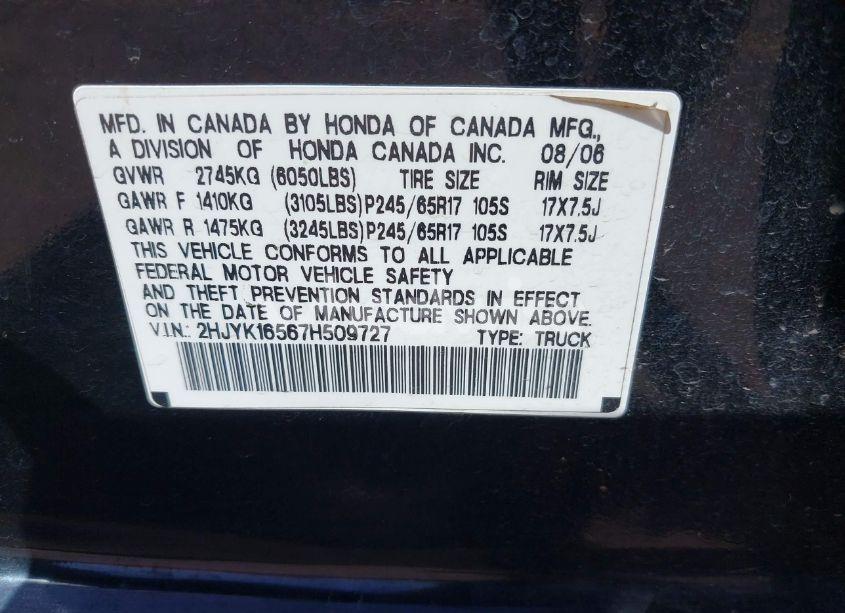 MFD. IN CANADA BY HONDA OF CANADA MFG.,
A DIVISION OF HONDA CANADA INC. 08/06
GVWR 2745KG (6050LBS) TIRE SIZE RIM SIZE
GAWR F 1410KG (3105LBS)P245/65R17 105S 17X7.5J
GAWR R 1475KG (3245LBS)P245/65R17 105S 17X7.5J
THIS VEHICLE CONFORMS TO ALL APPLICABLE
FEDERAL MOTOR VEHICLE SAFETY
AND THEFT PREVENTION STANDARDS IN EFFECT
ON THE DATE OF MANUFACTURE SHOWN ABOVE.
V.I.N.: 2HJYK16567H509727 TYPE: TRUCK